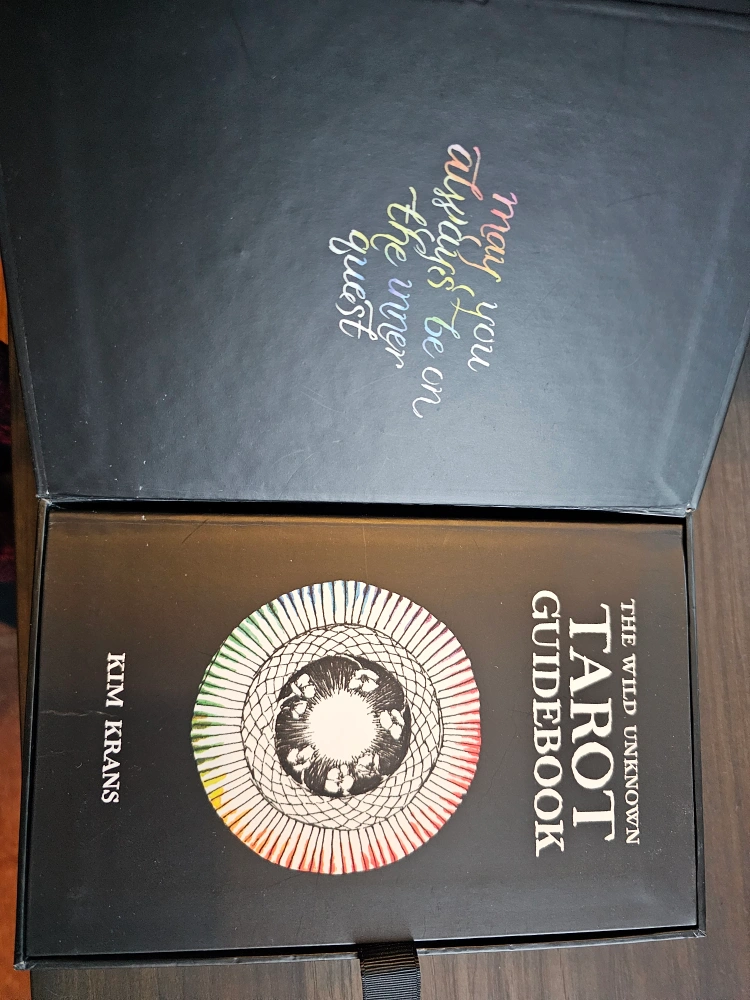 may you
always be on
the inner
quest
THE WILD UNKNOWN
TAROT
GUIDEBOOK
KIM KRANS